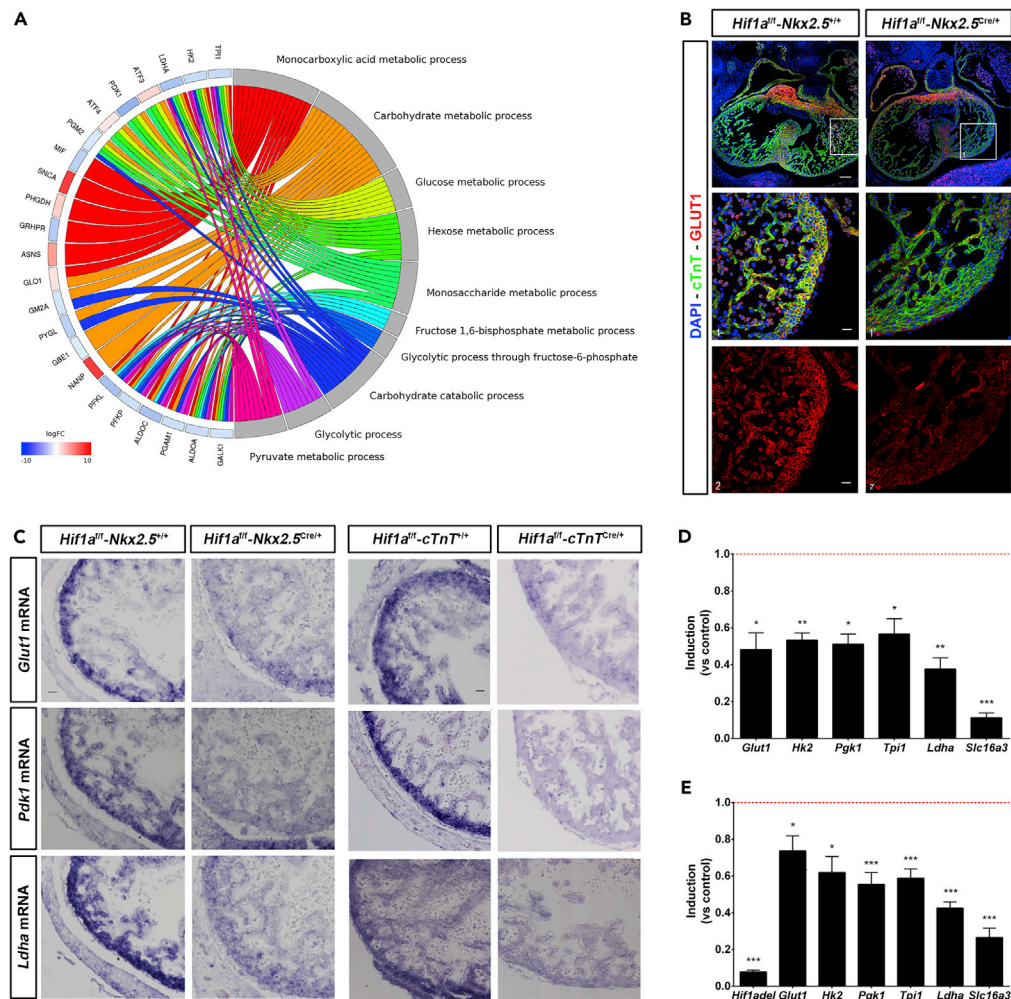 A
TPI1
HK2
LDHA
ATF3
PDK1
ATF4
PGM2
MIF
SNCA
PHGDH
GRHPR
ASNS
GLO1
GM2A
PYGL
GBE1
NANP
PFKL
PFKP
ALDOC
PGAM1
ALDOA
GALK1
Monocarboxylic acid metabolic process
Carbohydrate metabolic process
Glucose metabolic process
Hexose metabolic process
Monosaccharide metabolic process
Fructose 1,6-bisphosphate metabolic process
Glycolytic process through fructose-6-phosphate
Carbohydrate catabolic process
Glycolytic process
Pyruvate metabolic process
logFC
-10 10
B
Hif1a^f/f-Nkx2.5^+/+ Hif1a^f/f-Nkx2.5^Cre/+
DAPI - cTnT - GLUT1
1
1 1'
2 2'
C
Hif1a^f/f-Nkx2.5^+/+ Hif1a^f/f-Nkx2.5^Cre/+ Hif1a^f/f-cTnT^+/+ Hif1a^f/f-cTnT^Cre/+
Glut1 mRNA
Pdk1 mRNA
Ldha mRNA
D
Induction
(vs control)
1.0
0.8
0.6
0.4
0.2
0.0
* ** * * ** ***
Glut1 Hk2 Pgk1 Tpi1 Ldha Slc16a3
E
Induction
(vs control)
1.0
0.8
0.6
0.4
0.2
0
*** * * *** *** *** ***
Hif1adel Glut1 Hk2 Pgk1 Tpi1 Ldha Slc16a3